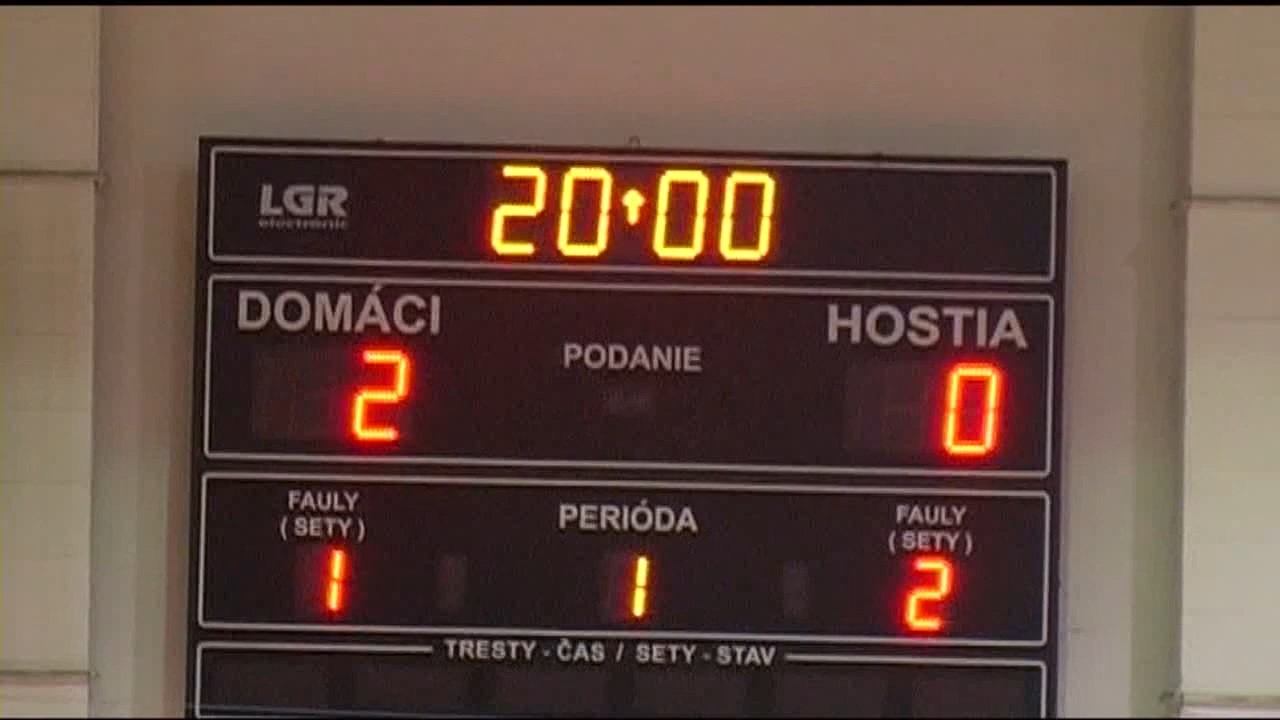 LGR
electronic
20:00
DOMÁCI
HOSTIA
PODANIE
2
0
FAULY
(SETY)
PERIÓDA
FAULY
(SETY)
1
1
2
TRESTY - ČAS / SETY - STAV